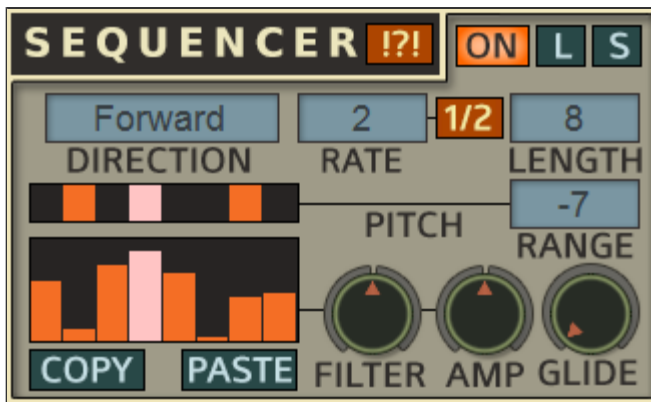 SEQUENCER !?! ON L S
Forward 2 1/2 8
DIRECTION RATE LENGTH
-7
PITCH RANGE
COPY PASTE FILTER AMP GLIDE